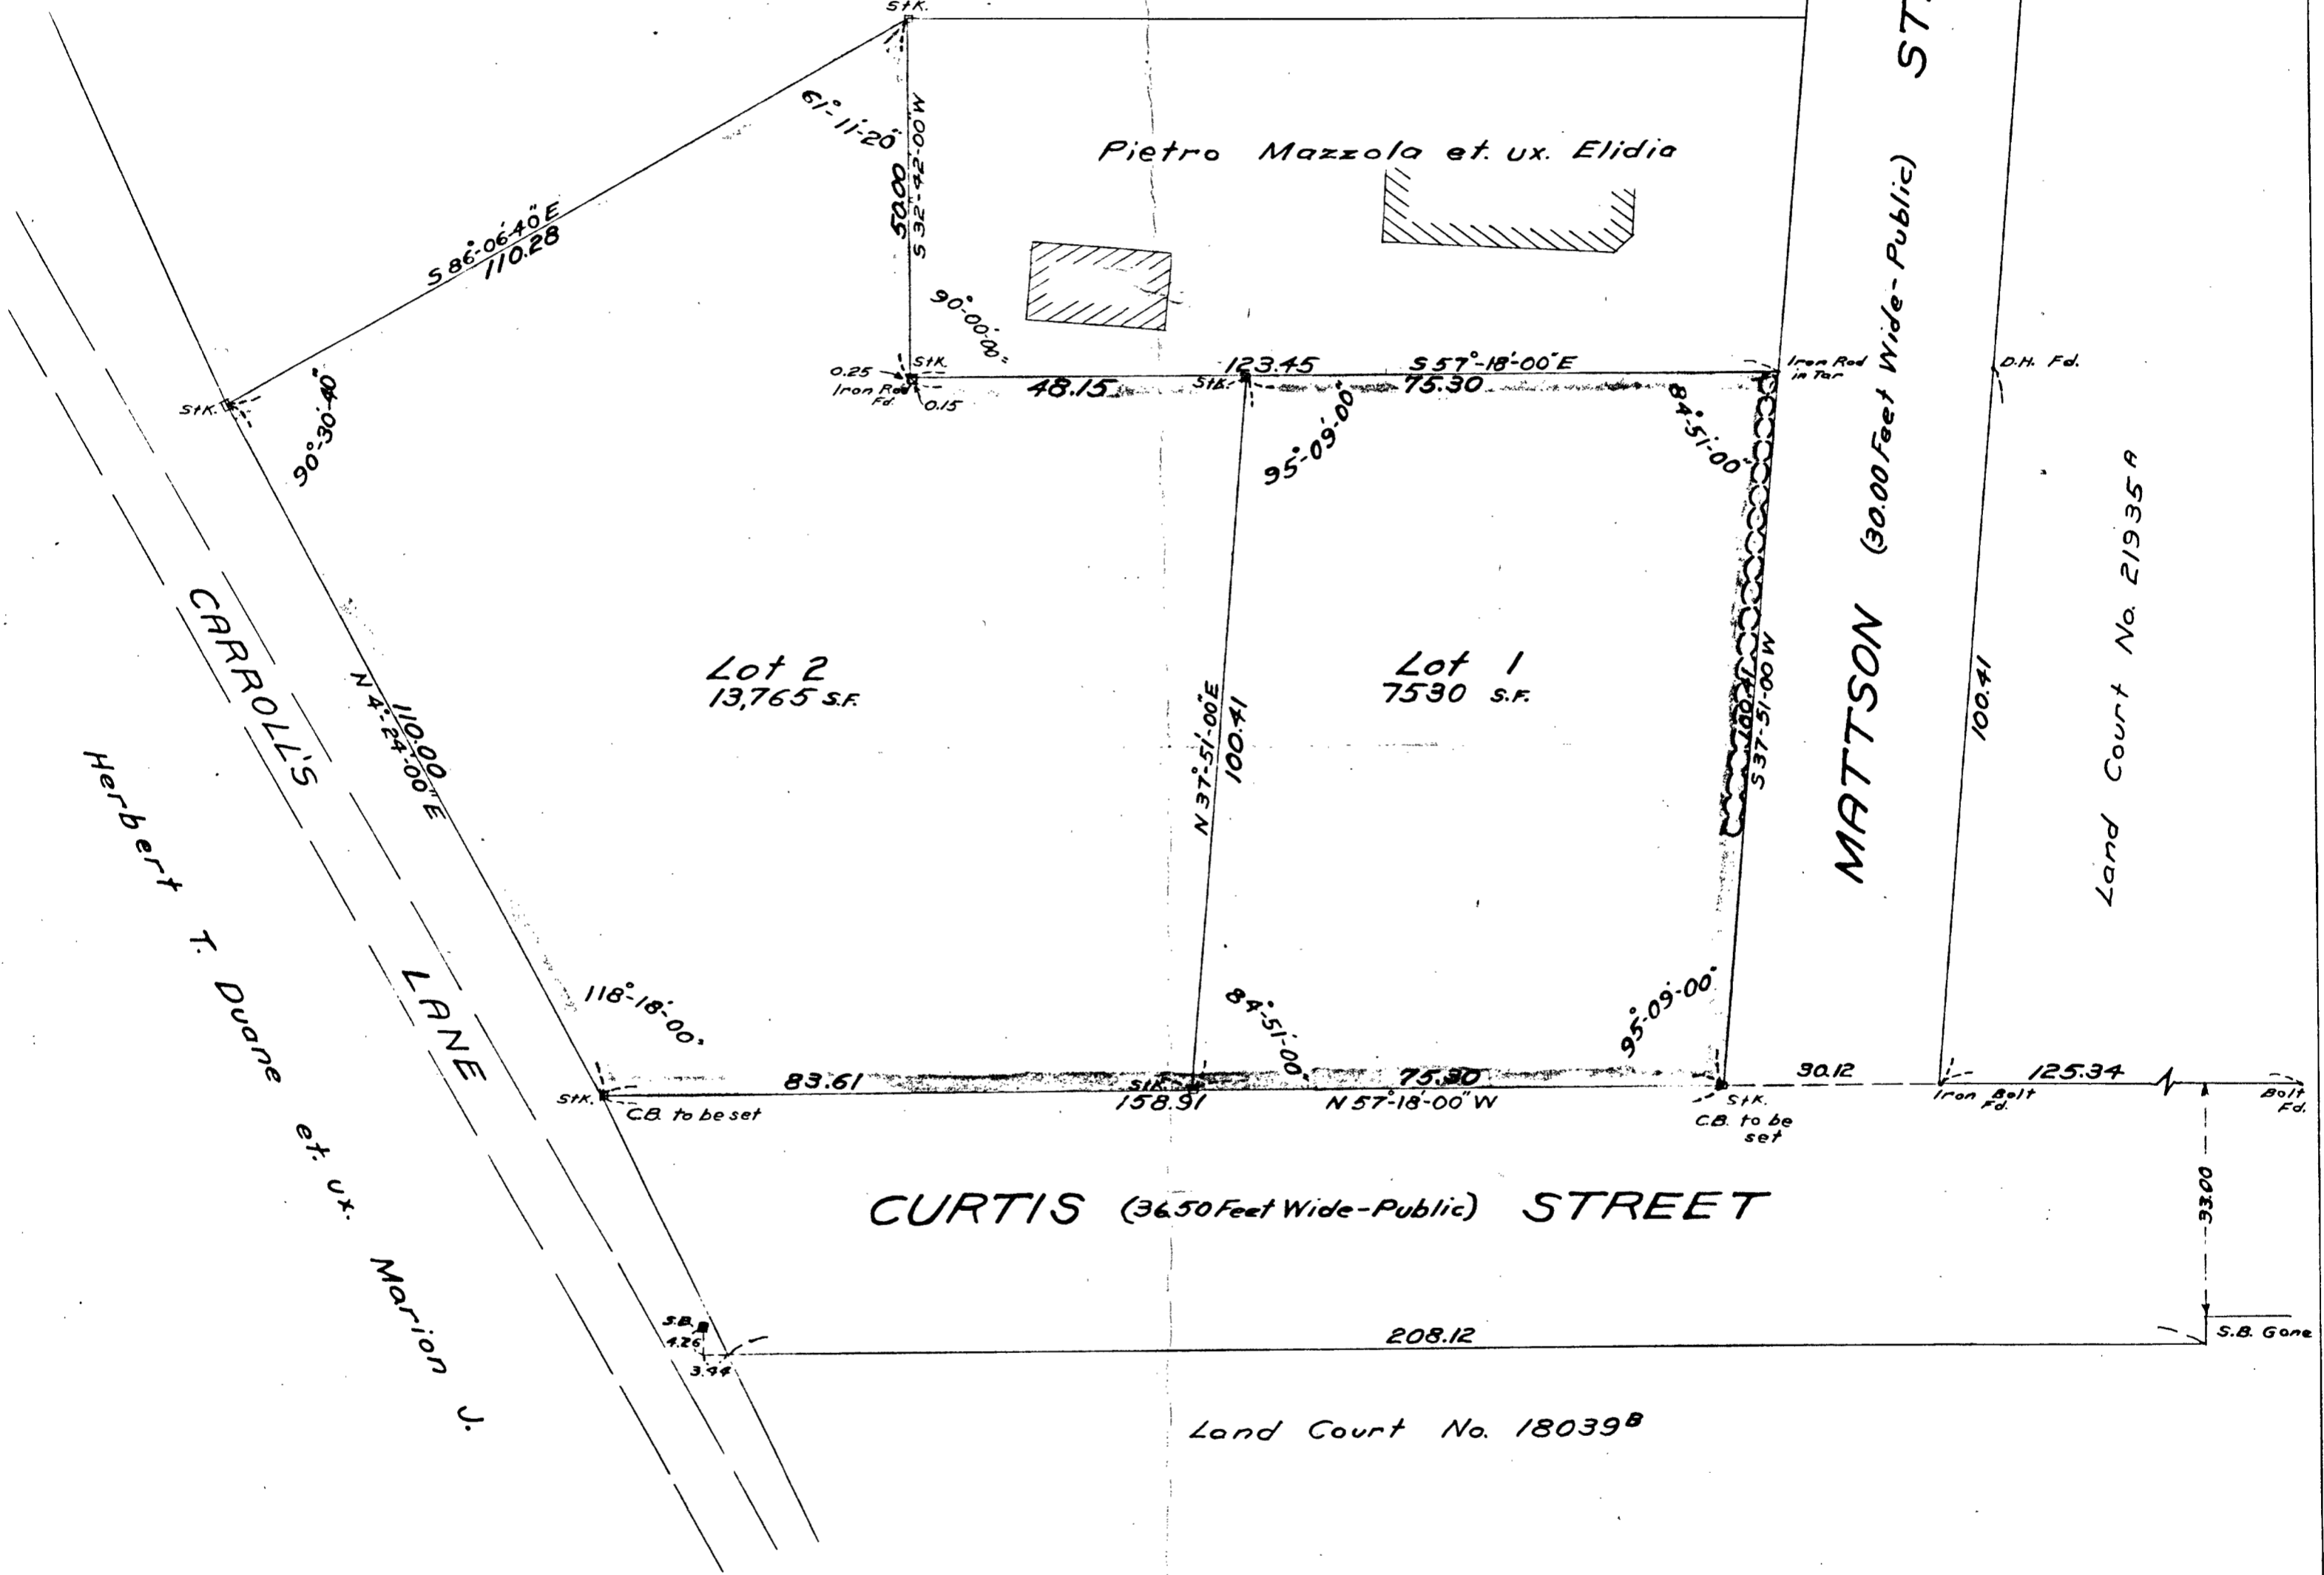 Stk.
ST
61°-11'-20"
50.00
S 32°-42'-00" W
Pietro Mazzola et. ux. Elidia
S 86°-06'-40" E
110.28
90°-00'-00"
(30.00 Feet Wide-Public)
0.25
Stk.
Iron Rod
Fd.
0.15
48.15
123.45
Stk.
S 57°-18'-00" E
75.30
Iron Rod
in Tar
D.H. Fd.
Stk.
90°-30'-40"
95°-09'-00"
84°-51'-00"
Land Court No. 21935 A
CARROLL'S
LANE
Lot 2
13,765 S.F.
Lot 1
7530 S.F.
N 4°-24'-00" E
110.00
N 37°-51'-00" E
100.41
100.41
S 37°-51'-00 W
MATTSON
100.41
Herbert T. Duane et. ux. Marion J.
118°-18'-00"
84°-51'-00"
95°-09'-00"
83.61
Stk.
75.30
30.12
125.34
Stk.
C.B. to be set
158.91
N 57°-18'-00" W
Stk.
C.B. to be
set
Iron Bolt
Fd.
Bolt
Fd.
33.00
CURTIS (36.50 Feet Wide-Public) STREET
S.B.
4.26
3.44
208.12
S.B. Gone
Land Court No. 18039 B